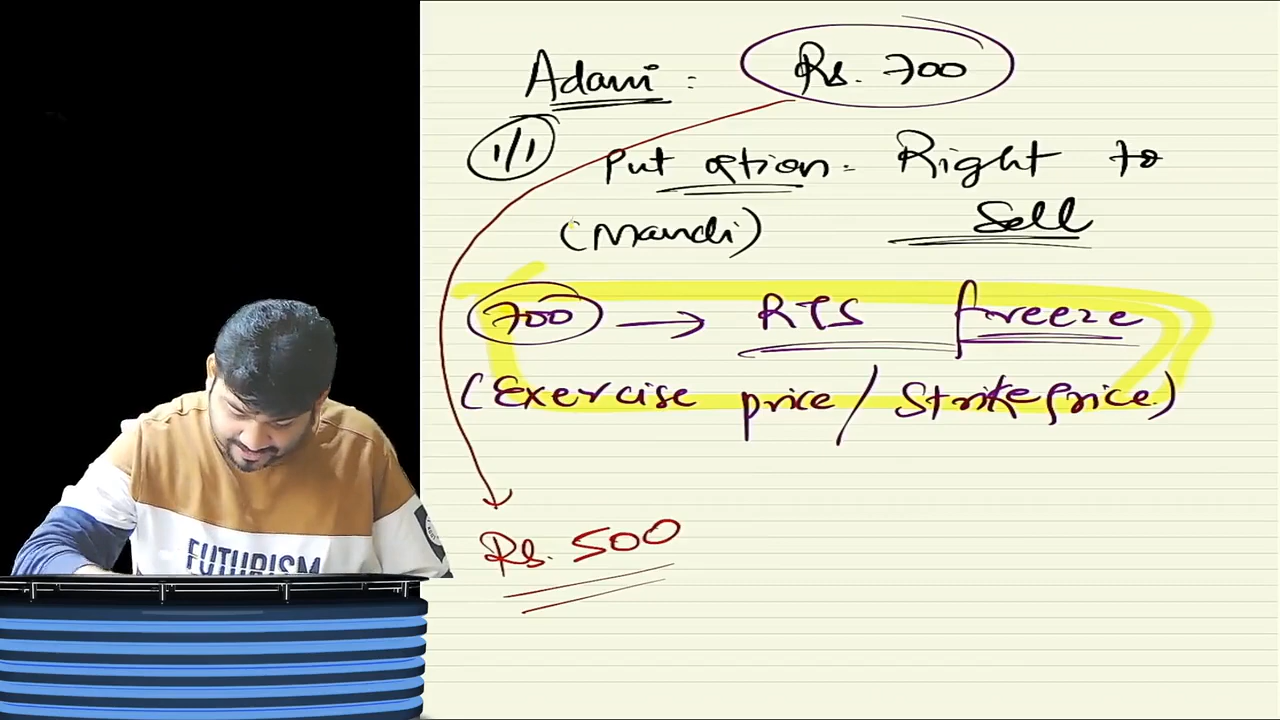 Adani : Rs. 700
1/1 Put option = Right to
(Mandi) Sell
700 → RTS freeze
(Exercise price / Strike price)
Rs. 500
FUTURISM